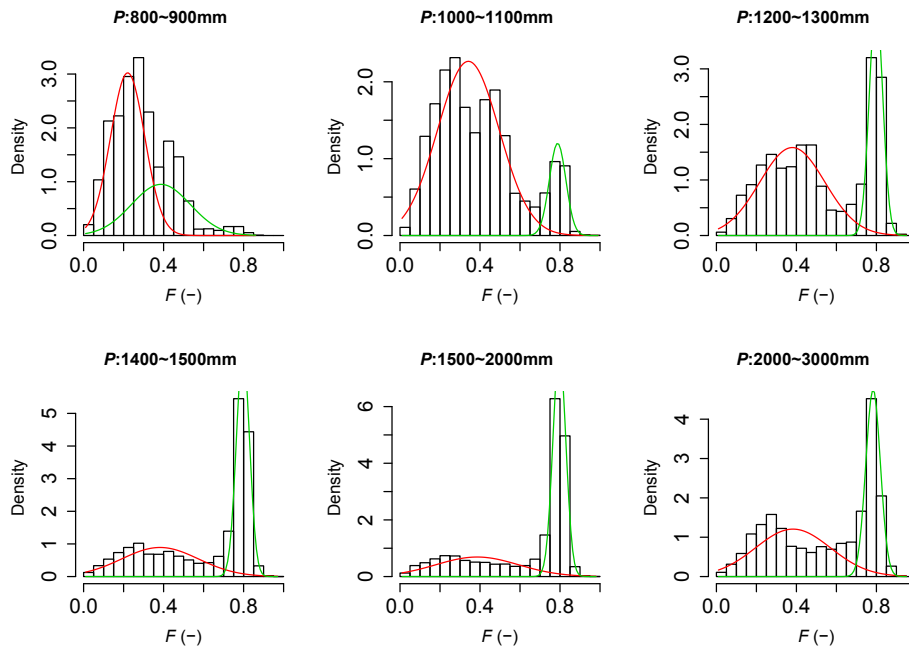 P:800~900mm
P:1000~1100mm
P:1200~1300mm
Density
0.0
1.0
2.0
3.0
0.0 0.4 0.8
F (−)
Density
0.0
1.0
2.0
0.0 0.4 0.8
F (−)
Density
0.0
1.0
2.0
3.0
0.0 0.4 0.8
F (−)
P:1400~1500mm
P:1500~2000mm
P:2000~3000mm
Density
0
1
2
3
4
5
0.0 0.4 0.8
F (−)
Density
0
2
4
6
0.0 0.4 0.8
F (−)
Density
0
1
2
3
4
0.0 0.4 0.8
F (−)